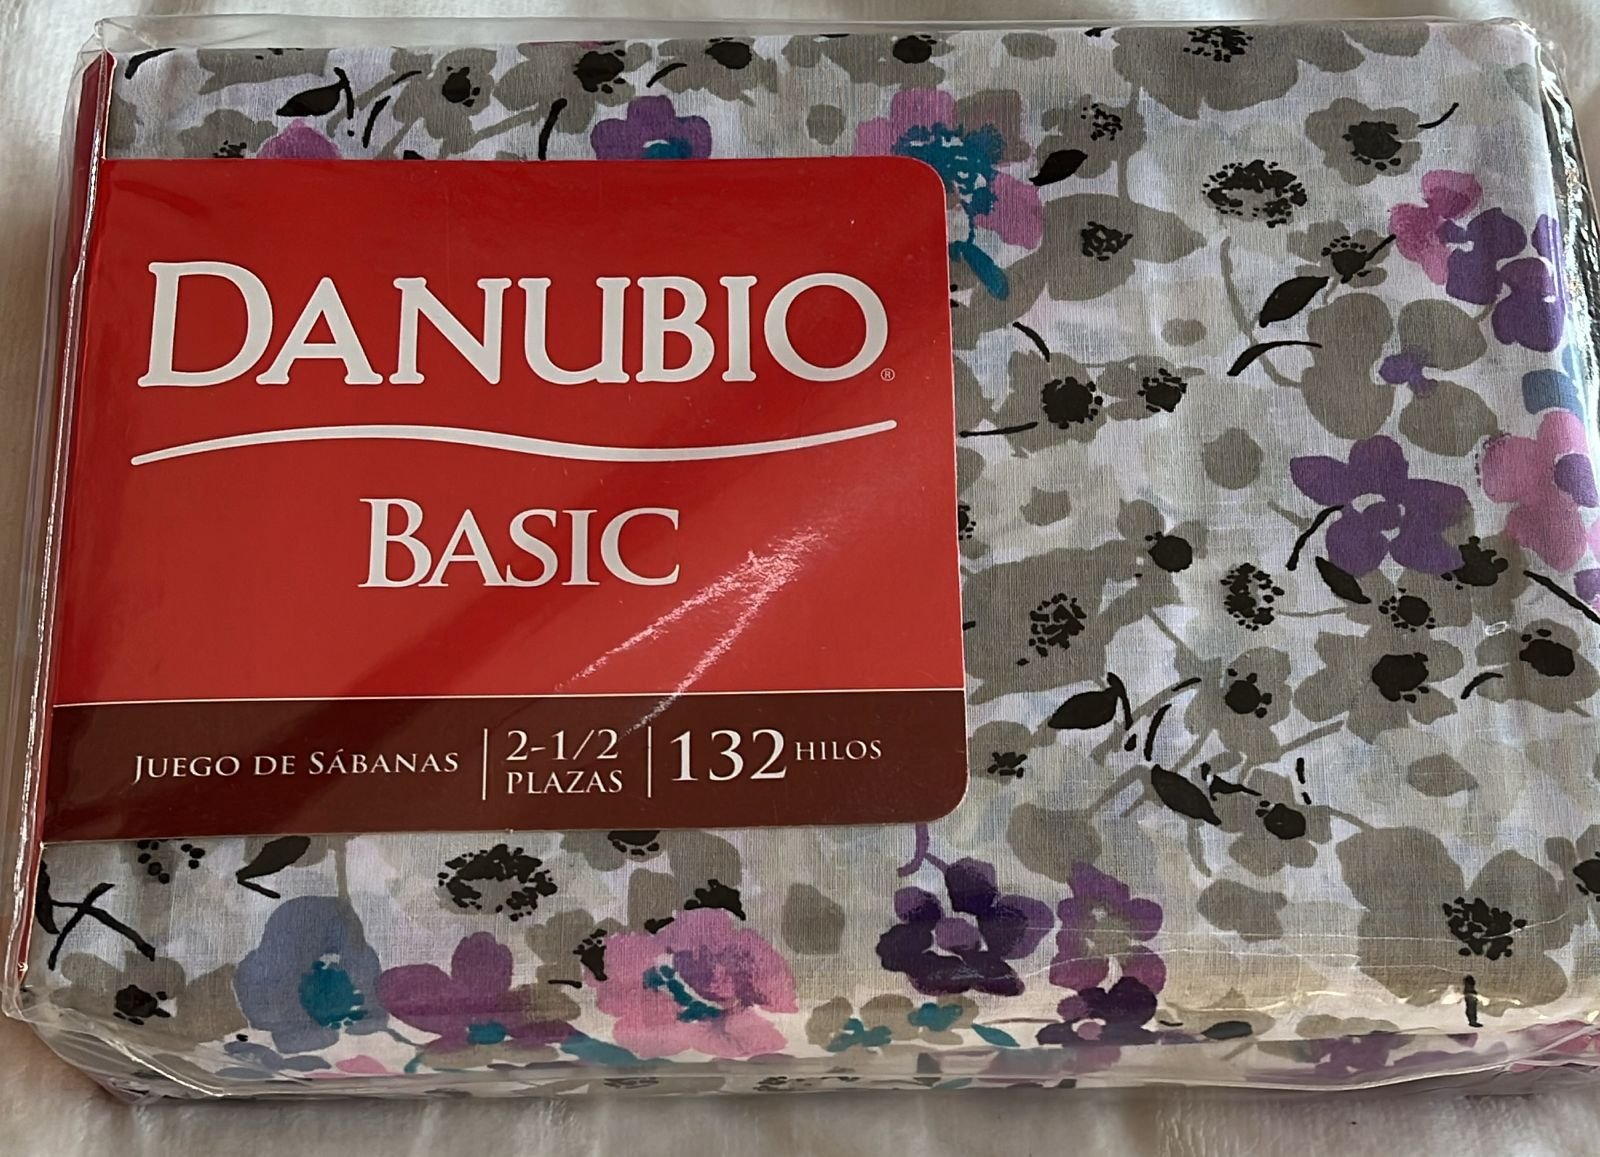 DANUBIO®
BASIC
JUEGO DE SÁBANAS
2-1/2
PLAZAS
132 HILOS